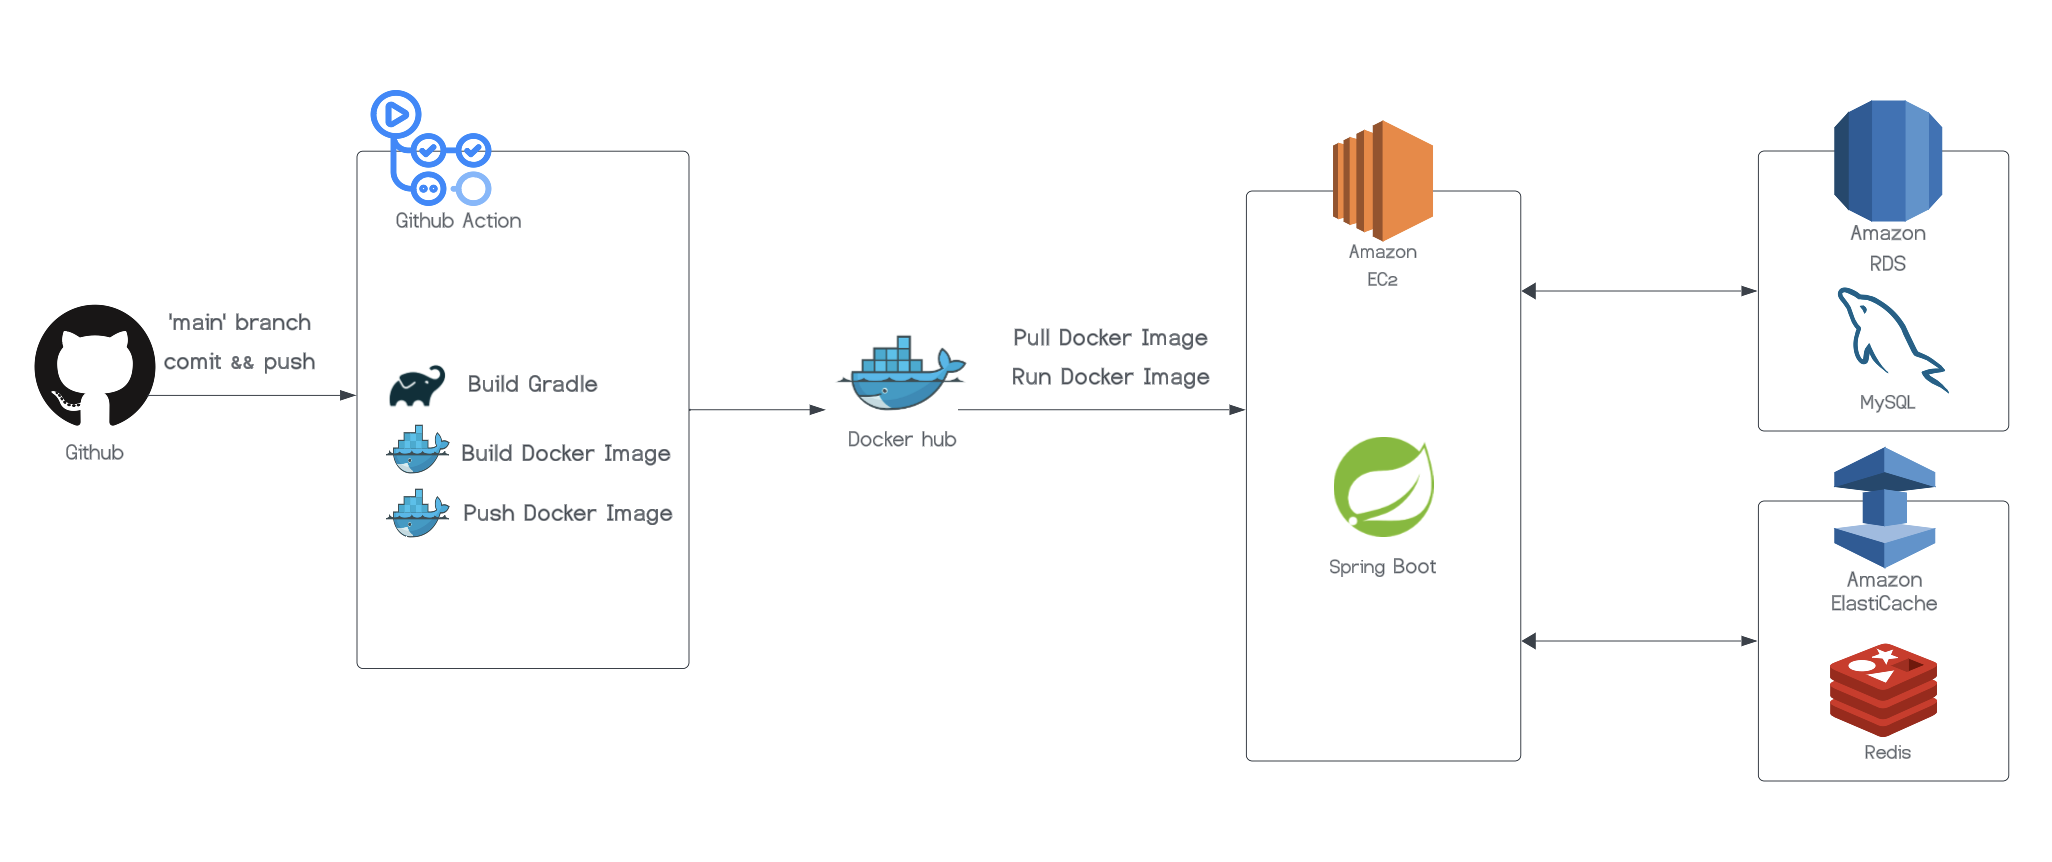 Github
'main' branch
comit && push
Github Action
Build Gradle
Build Docker Image
Push Docker Image
Docker hub
Pull Docker Image
Run Docker Image
Amazon
EC2
Spring Boot
Amazon
RDS
MySQL
Amazon
ElastiCache
Redis